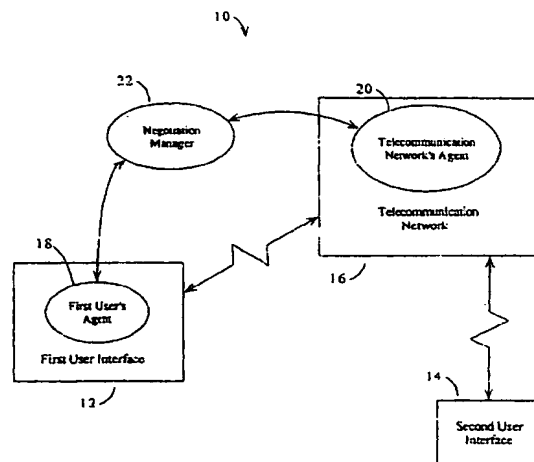 10
22
20
Negotiation
Manager
Telecommunication
Network's Agent
Telecommunication
Network
18
16
First User's
Agent
First User Interface
14
12
Second User
Interface